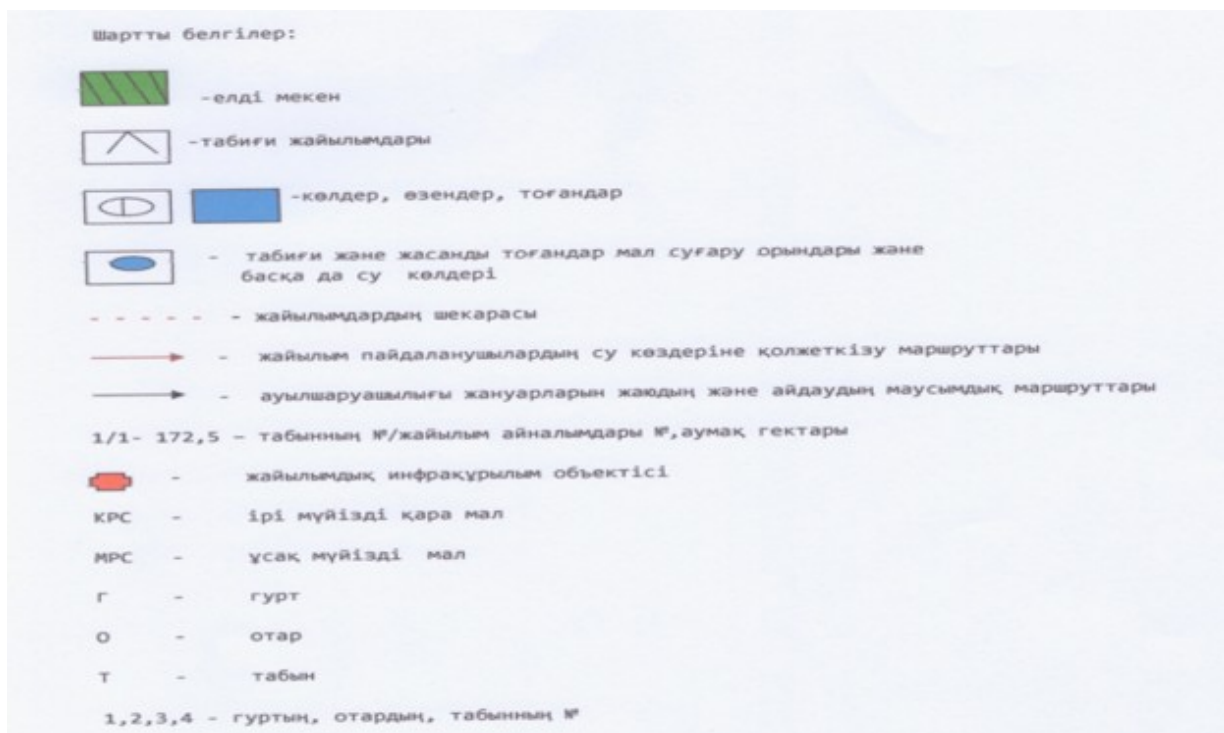 Шартты белгілер:
-елді мекен
-табиғи жайылымдары
-көлдер, өзендер, тоғандар
- табиғи және жасанды тоғандар мал суғару орындары және
басқа да су көлдері
- жайылымдардың шекарасы
- жайылым пайдаланушылардың су көздеріне қолжеткізу маршруттары
- ауылшаруашылығы жануарларын жаюдың және айдаудың маусымдық маршруттары
1/1- 172,5 – табынның №/жайылым айналымдары №,аумақ гектары
- жайылымдық инфрақұрылым объектісі
КРС - ірі мүйізді қара мал
МРС - ұсақ мүйізді мал
Г - гурт
О - отар
Т - табын
1,2,3,4 - гуртың, отардың, табынның №